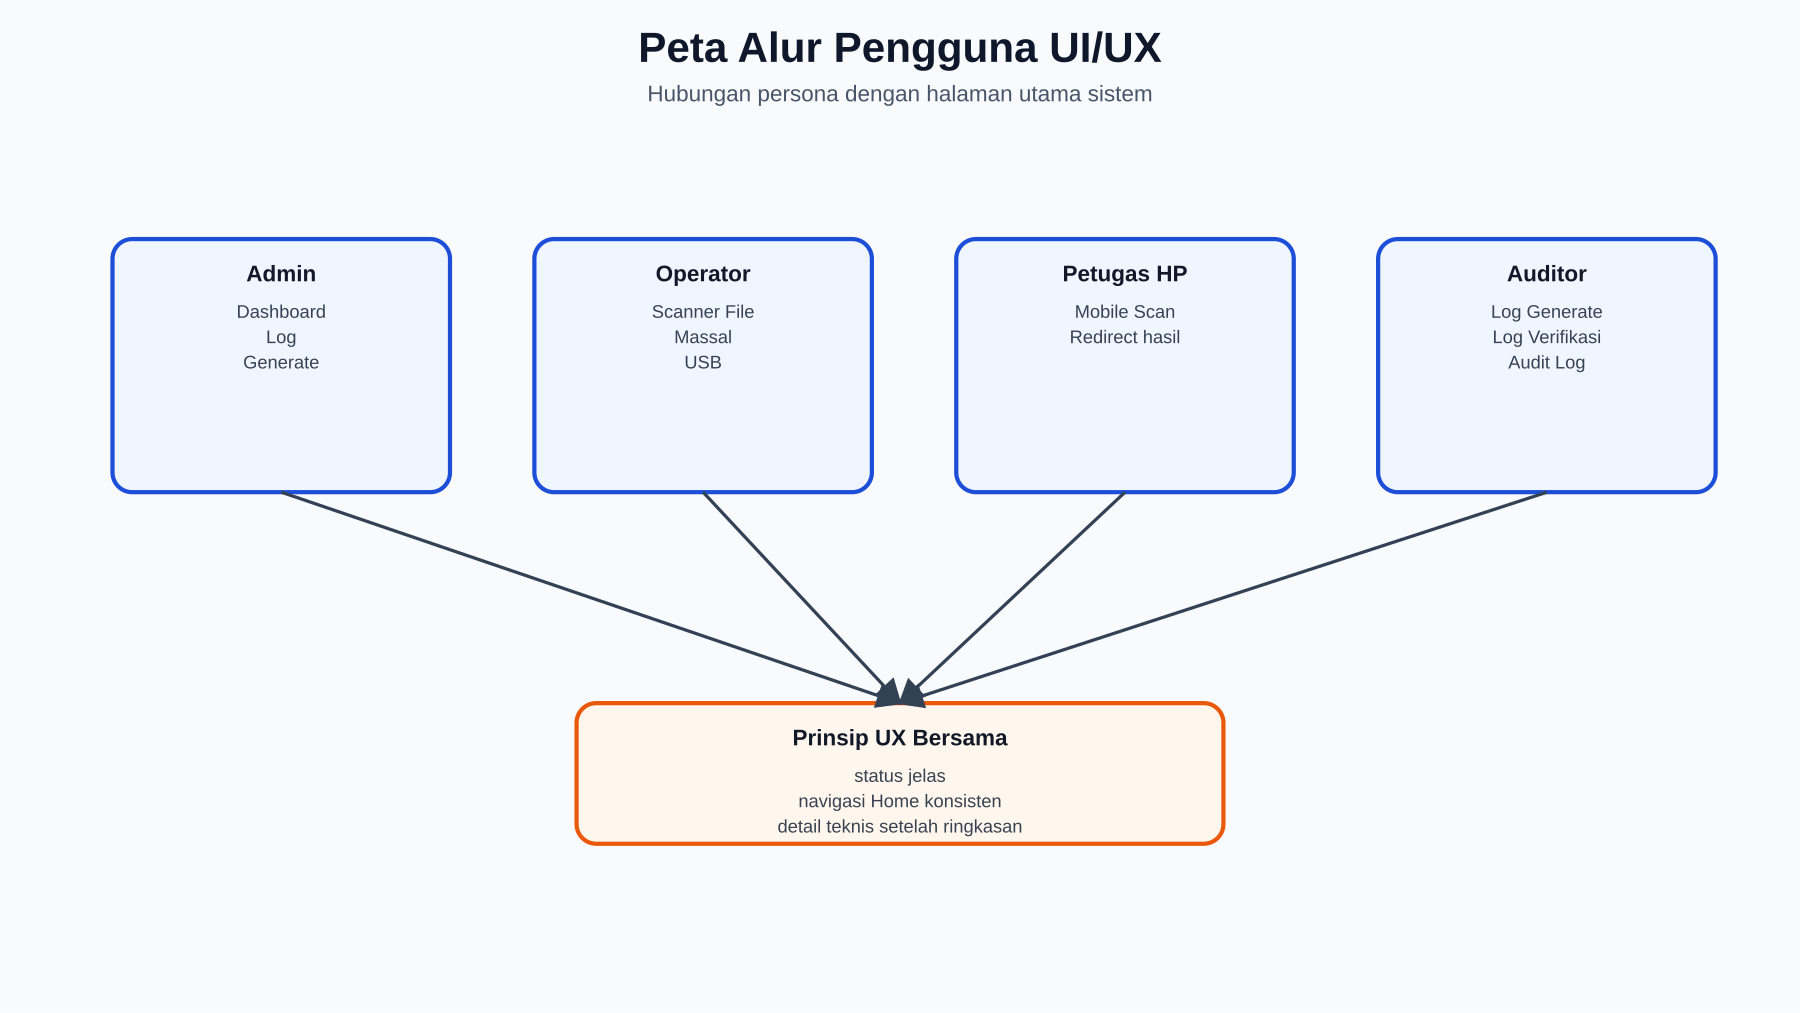 Peta Alur Pengguna UI/UX
Hubungan persona dengan halaman utama sistem
Admin
Dashboard
Log
Generate
Operator
Scanner File
Massal
USB
Petugas HP
Mobile Scan
Redirect hasil
Auditor
Log Generate
Log Verifikasi
Audit Log
Prinsip UX Bersama
status jelas
navigasi Home konsisten
detail teknis setelah ringkasan